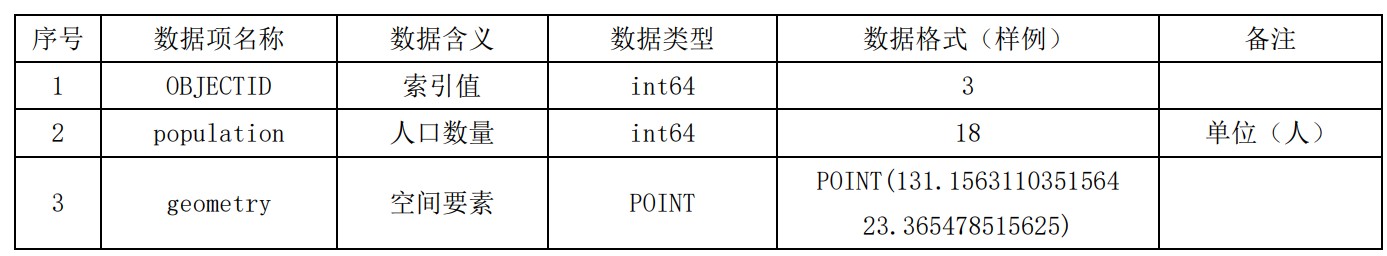 序号 数据项名称 数据含义 数据类型 数据格式（样例） 备注
1 OBJECTID 索引值 int64 3
2 population 人口数量 int64 18 单位（人）
3 geometry 空间要素 POINT POINT(131.1563110351564
23.365478515625)